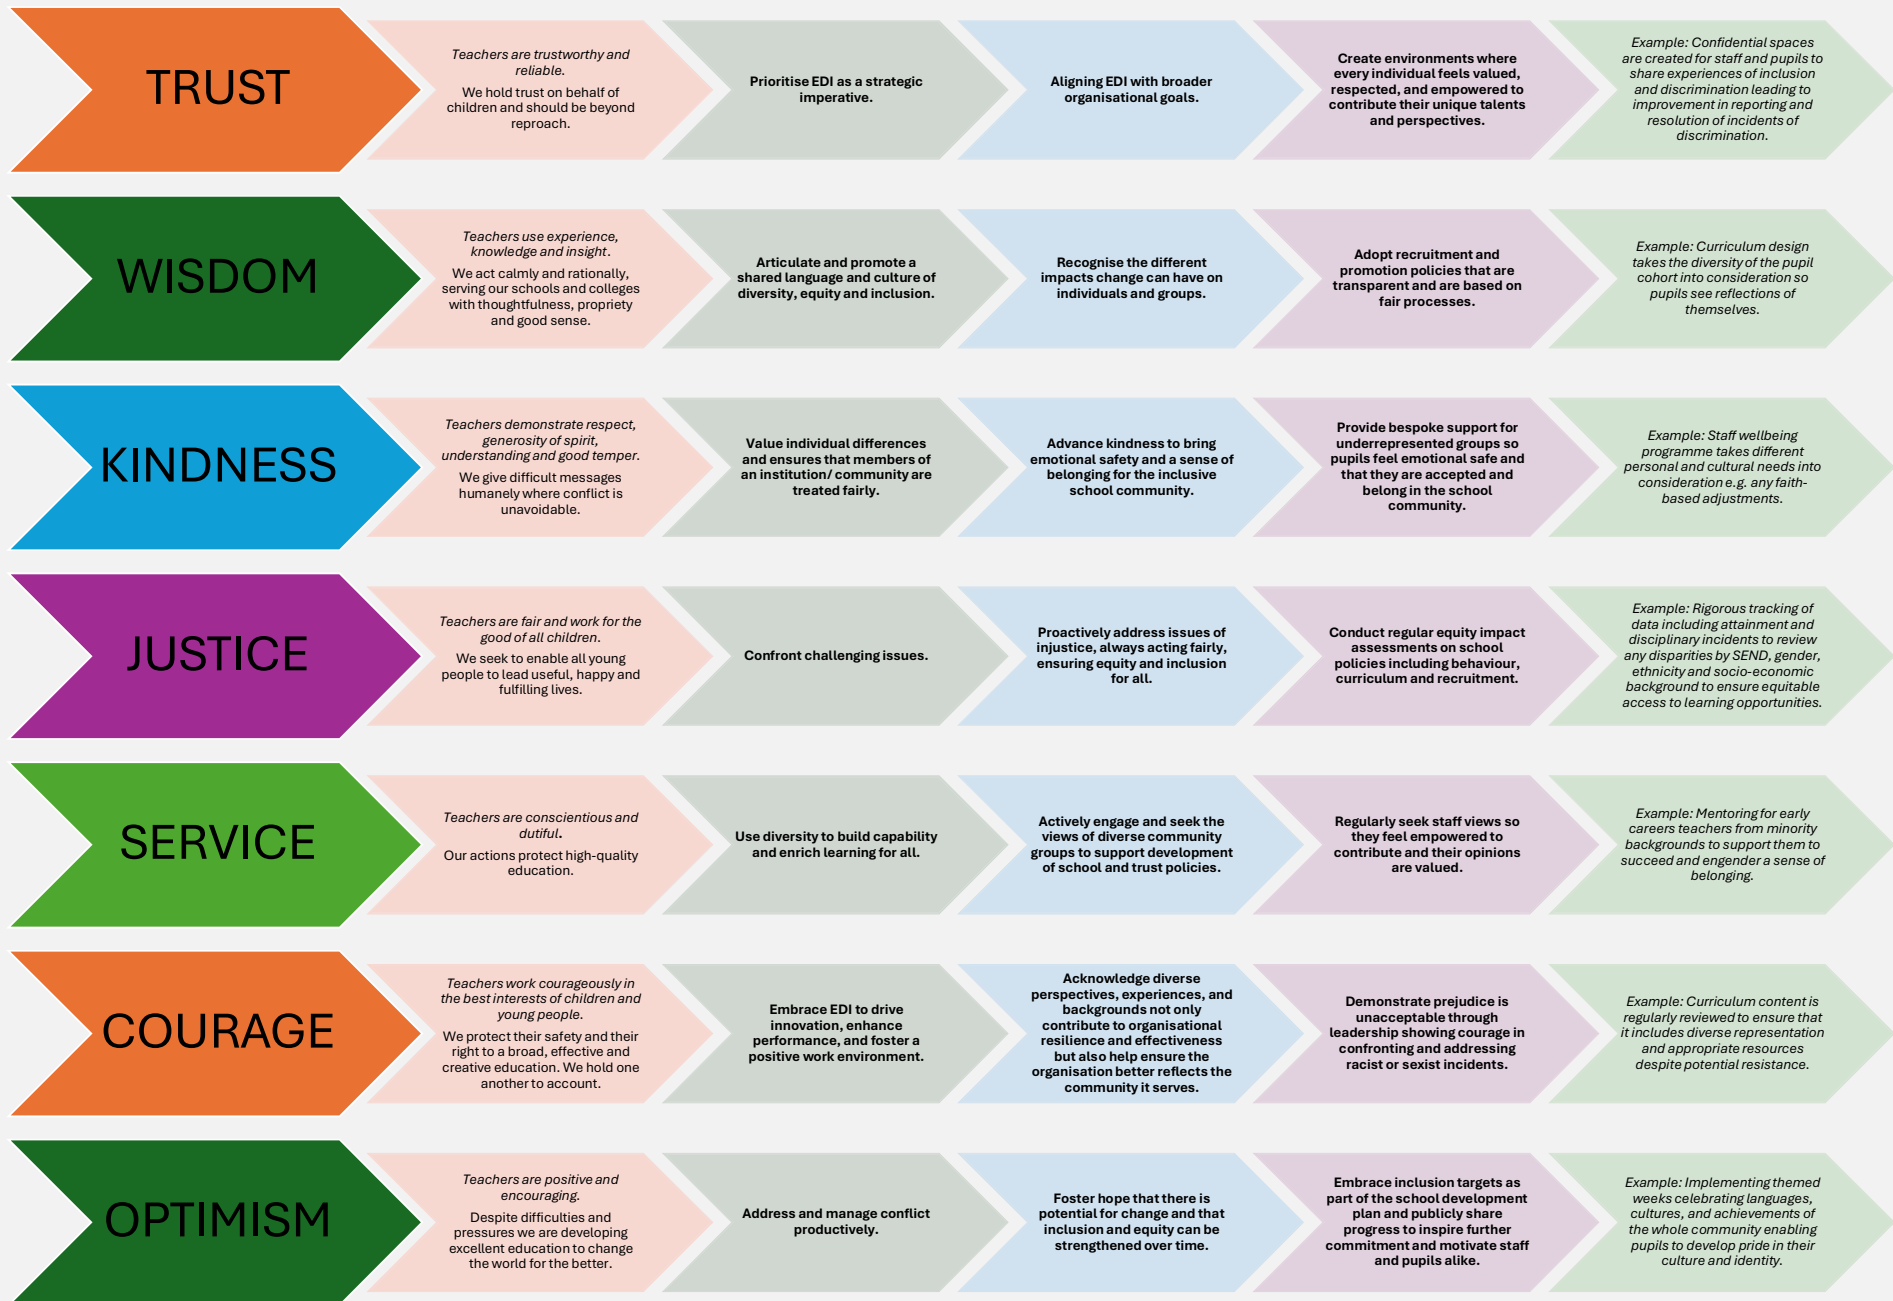 TRUST
Teachers are trustworthy and
reliable.
We hold trust on behalf of
children and should be beyond
reproach.
Prioritise EDI as a strategic
imperative.
Aligning EDI with broader
organisational goals.
Create environments where
every individual feels valued,
respected, and empowered to
contribute their unique talents
and perspectives.
Example: Confidential spaces
are created for staff and pupils to
share experiences of inclusion
and discrimination leading to
improvement in reporting and
resolution of incidents of
discrimination.
WISDOM
Teachers use experience,
knowledge and insight.
We act calmly and rationally,
serving our schools and colleges
with thoughtfulness, propriety
and good sense.
Articulate and promote a
shared language and culture of
diversity, equity and inclusion.
Recognise the different
impacts change can have on
individuals and groups.
Adopt recruitment and
promotion policies that are
transparent and are based on
fair processes.
Example: Curriculum design
takes the diversity of the pupil
cohort into consideration so
pupils see reflections of
themselves.
KINDNESS
Teachers demonstrate respect,
generosity of spirit,
understanding and good temper.
We give difficult messages
humanely where conflict is
unavoidable.
Value individual differences
and ensures that members of
an institution/ community are
treated fairly.
Advance kindness to bring
emotional safety and a sense of
belonging for the inclusive
school community.
Provide bespoke support for
underrepresented groups so
pupils feel emotional safe and
that they are accepted and
belong in the school
community.
Example: Staff wellbeing
programme takes different
personal and cultural needs into
consideration e.g. any faith-
based adjustments.
JUSTICE
Teachers are fair and work for the
good of all children.
We seek to enable all young
people to lead useful, happy and
fulfilling lives.
Confront challenging issues.
Proactively address issues of
injustice, always acting fairly,
ensuring equity and inclusion
for all.
Conduct regular equity impact
assessments on school
policies including behaviour,
curriculum and recruitment.
Example: Rigorous tracking of
data including attainment and
disciplinary incidents to review
any disparities by SEND, gender,
ethnicity and socio-economic
background to ensure equitable
access to learning opportunities.
SERVICE
Teachers are conscientious and
dutiful.
Our actions protect high-quality
education.
Use diversity to build capability
and enrich learning for all.
Actively engage and seek the
views of diverse community
groups to support development
of school and trust policies.
Regularly seek staff views so
they feel empowered to
contribute and their opinions
are valued.
Example: Mentoring for early
careers teachers from minority
backgrounds to support them to
succeed and engender a sense of
belonging.
COURAGE
Teachers work courageously in
the best interests of children and
young people.
We protect their safety and their
right to a broad, effective and
creative education. We hold one
another to account.
Embrace EDI to drive
innovation, enhance
performance, and foster a
positive work environment.
Acknowledge diverse
perspectives, experiences, and
backgrounds not only
contribute to organisational
resilience and effectiveness
but also help ensure the
organisation better reflects the
community it serves.
Demonstrate prejudice is
unacceptable through
leadership showing courage in
confronting and addressing
racist or sexist incidents.
Example: Curriculum content is
regularly reviewed to ensure that
it includes diverse representation
and appropriate resources
despite potential resistance.
OPTIMISM
Teachers are positive and
encouraging.
Despite difficulties and
pressures we are developing
excellent education to change
the world for the better.
Address and manage conflict
productively.
Foster hope that there is
potential for change and that
inclusion and equity can be
strengthened over time.
Embrace inclusion targets as
part of the school development
plan and publicly share
progress to inspire further
commitment and motivate staff
and pupils alike.
Example: Implementing themed
weeks celebrating languages,
cultures, and achievements of
the whole community enabling
pupils to develop pride in their
culture and identity.